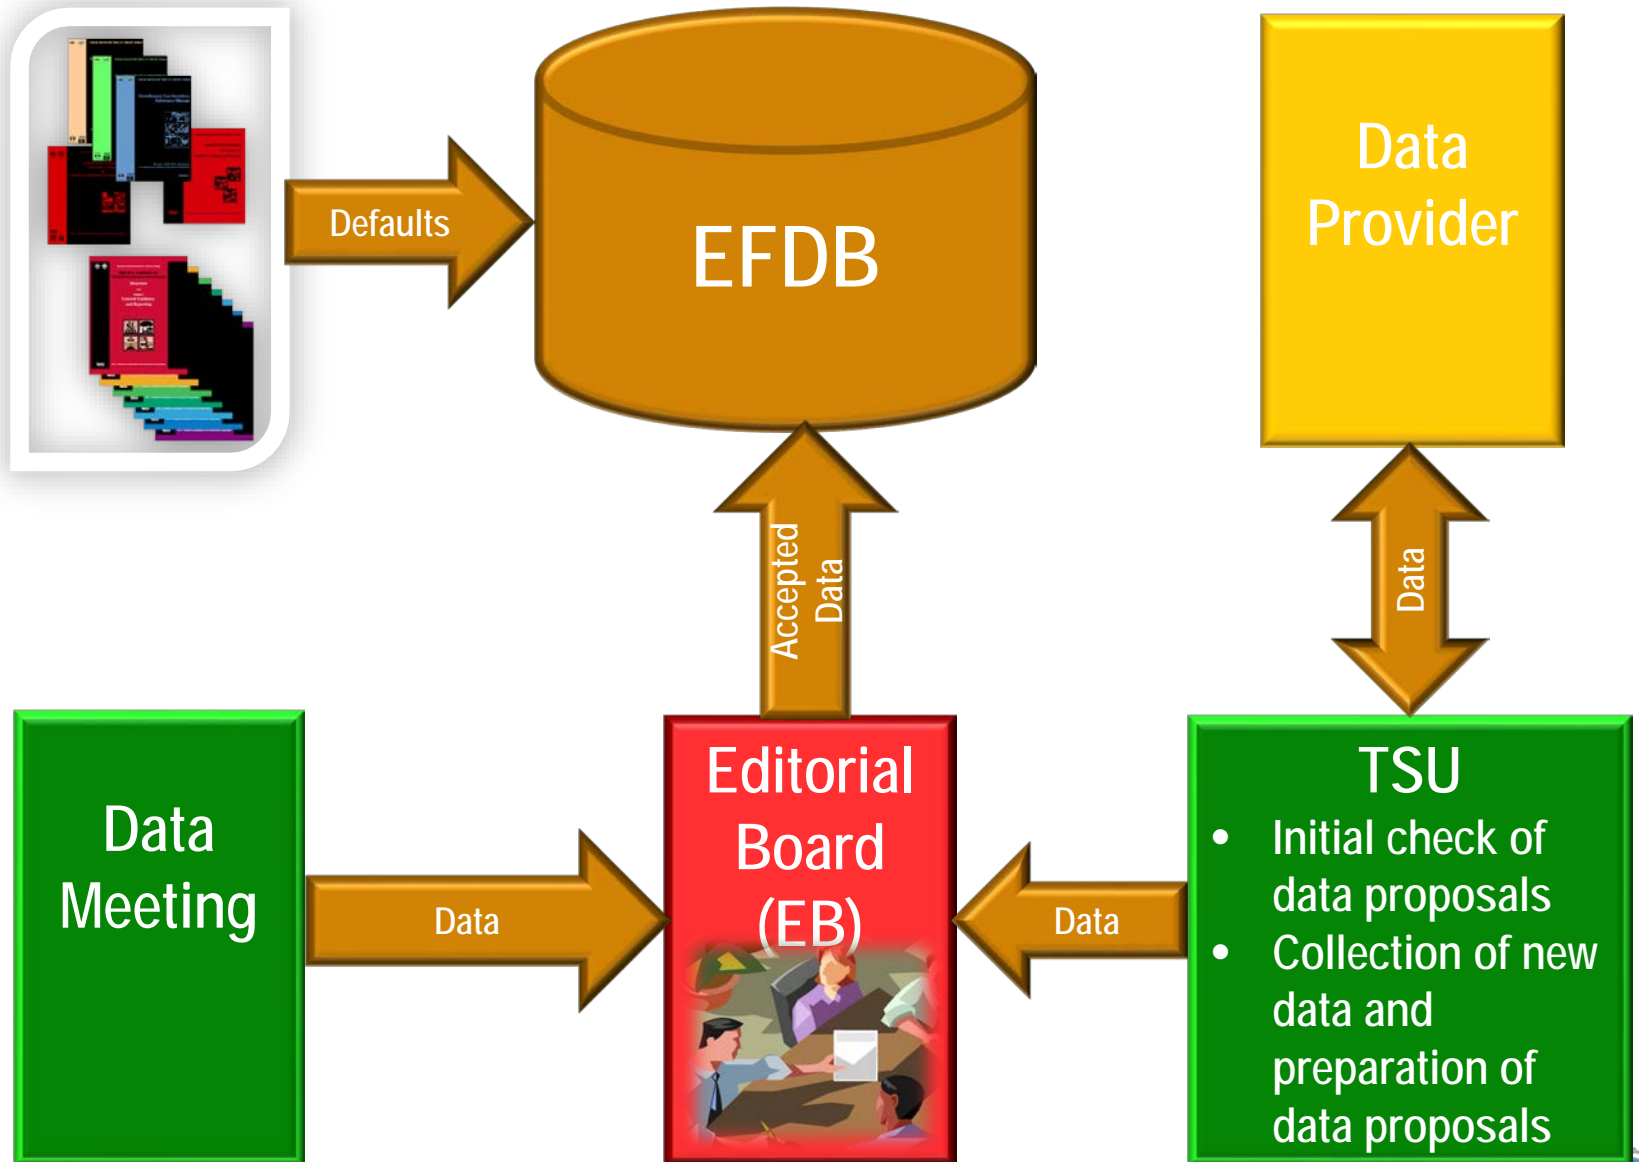 Defaults
EFDB
Data
Provider
Accepted
Data
Data
Data
Meeting
Data
Editorial
Board
(EB)
Data
TSU
• Initial check of
data proposals
• Collection of new
data and
preparation of
data proposals